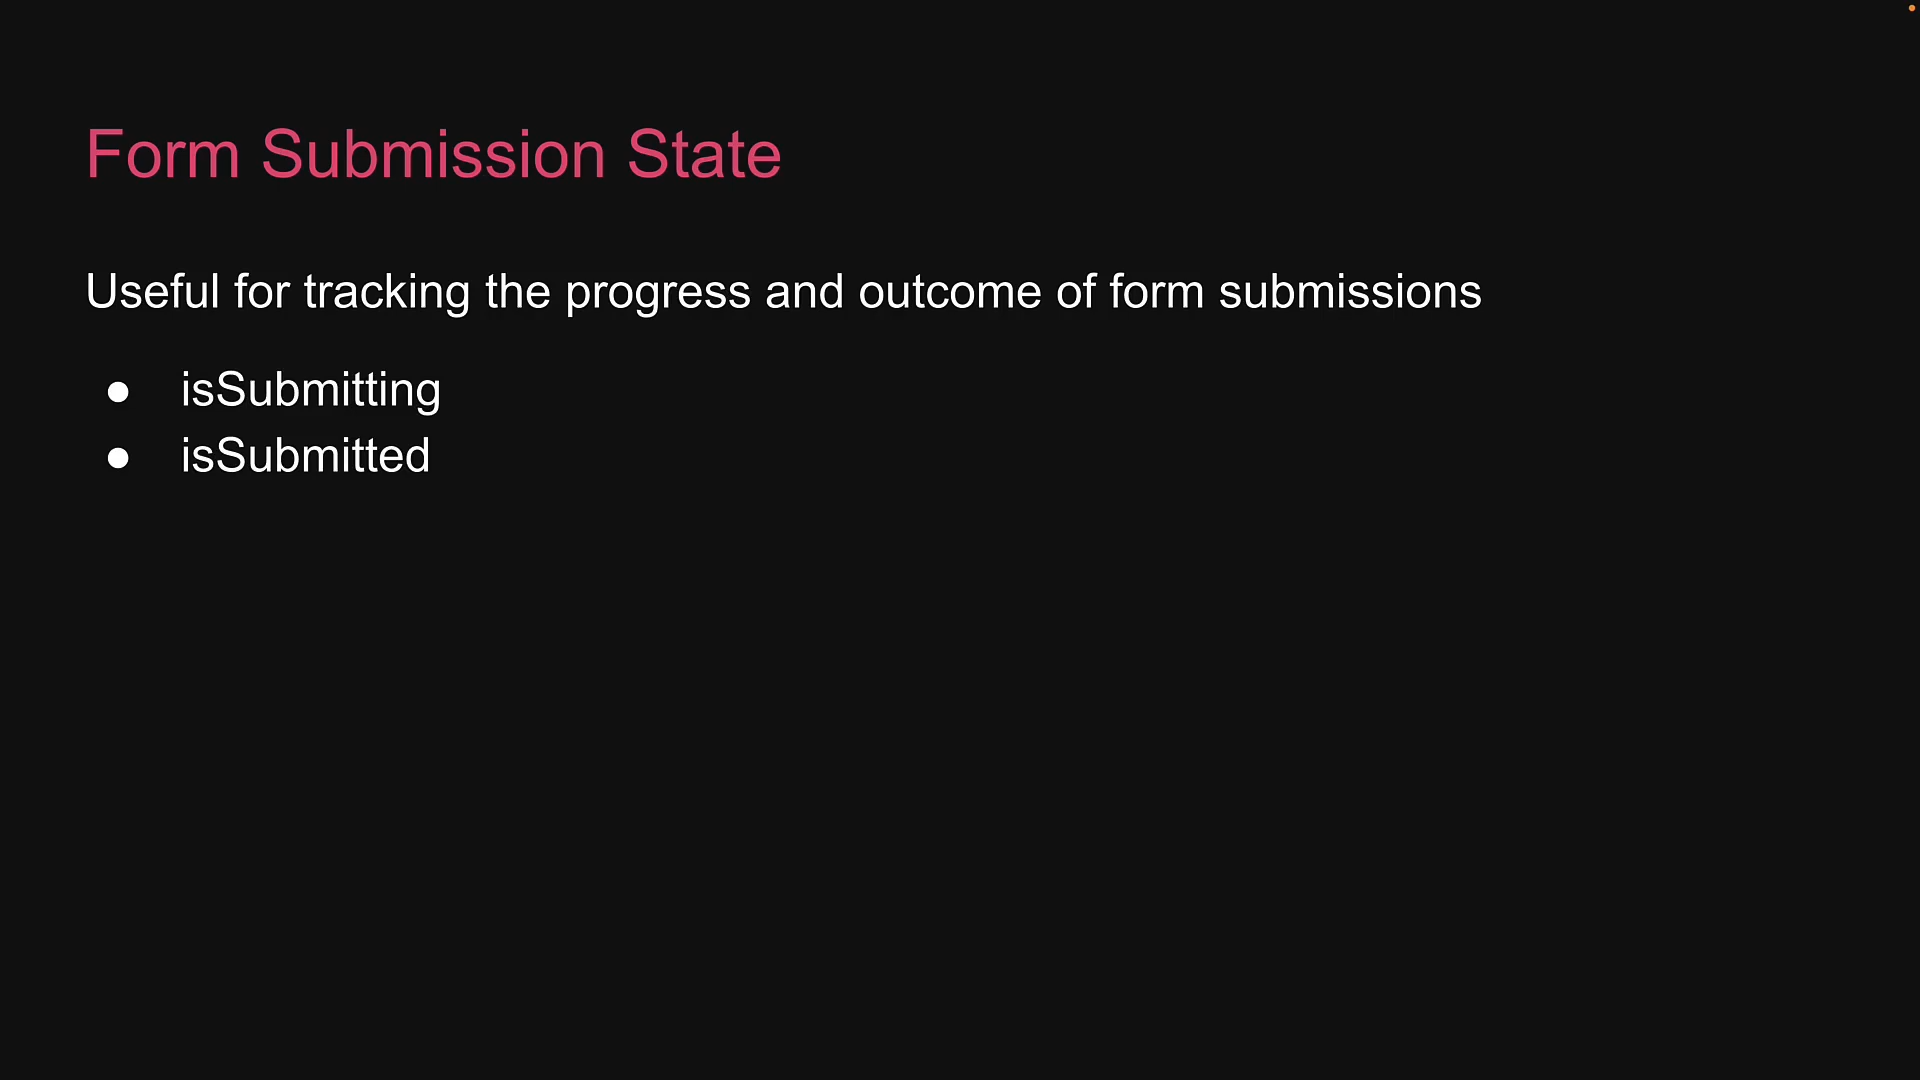 Form Submission State
Useful for tracking the progress and outcome of form submissions
● isSubmitting
● isSubmitted